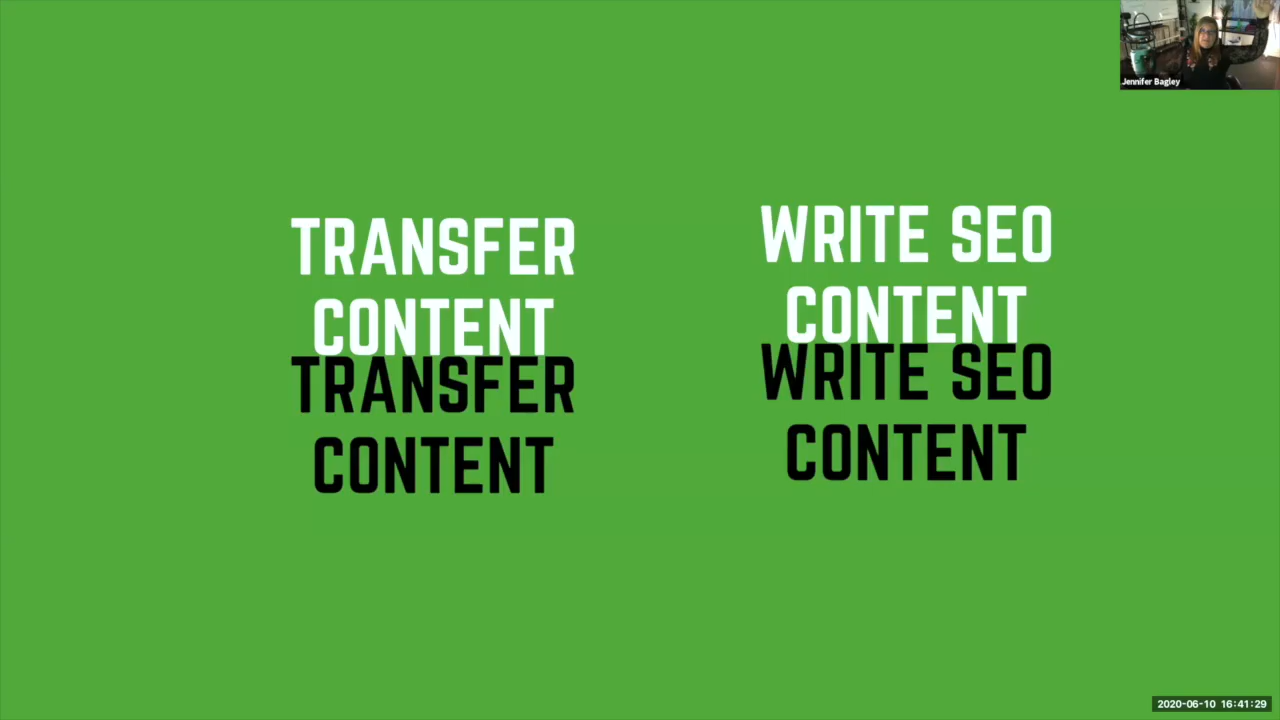 Jennifer Bagley
TRANSFER
CONTENT
TRANSFER
CONTENT
WRITE SEO
CONTENT
WRITE SEO
CONTENT
2020-06-10 16:41:29